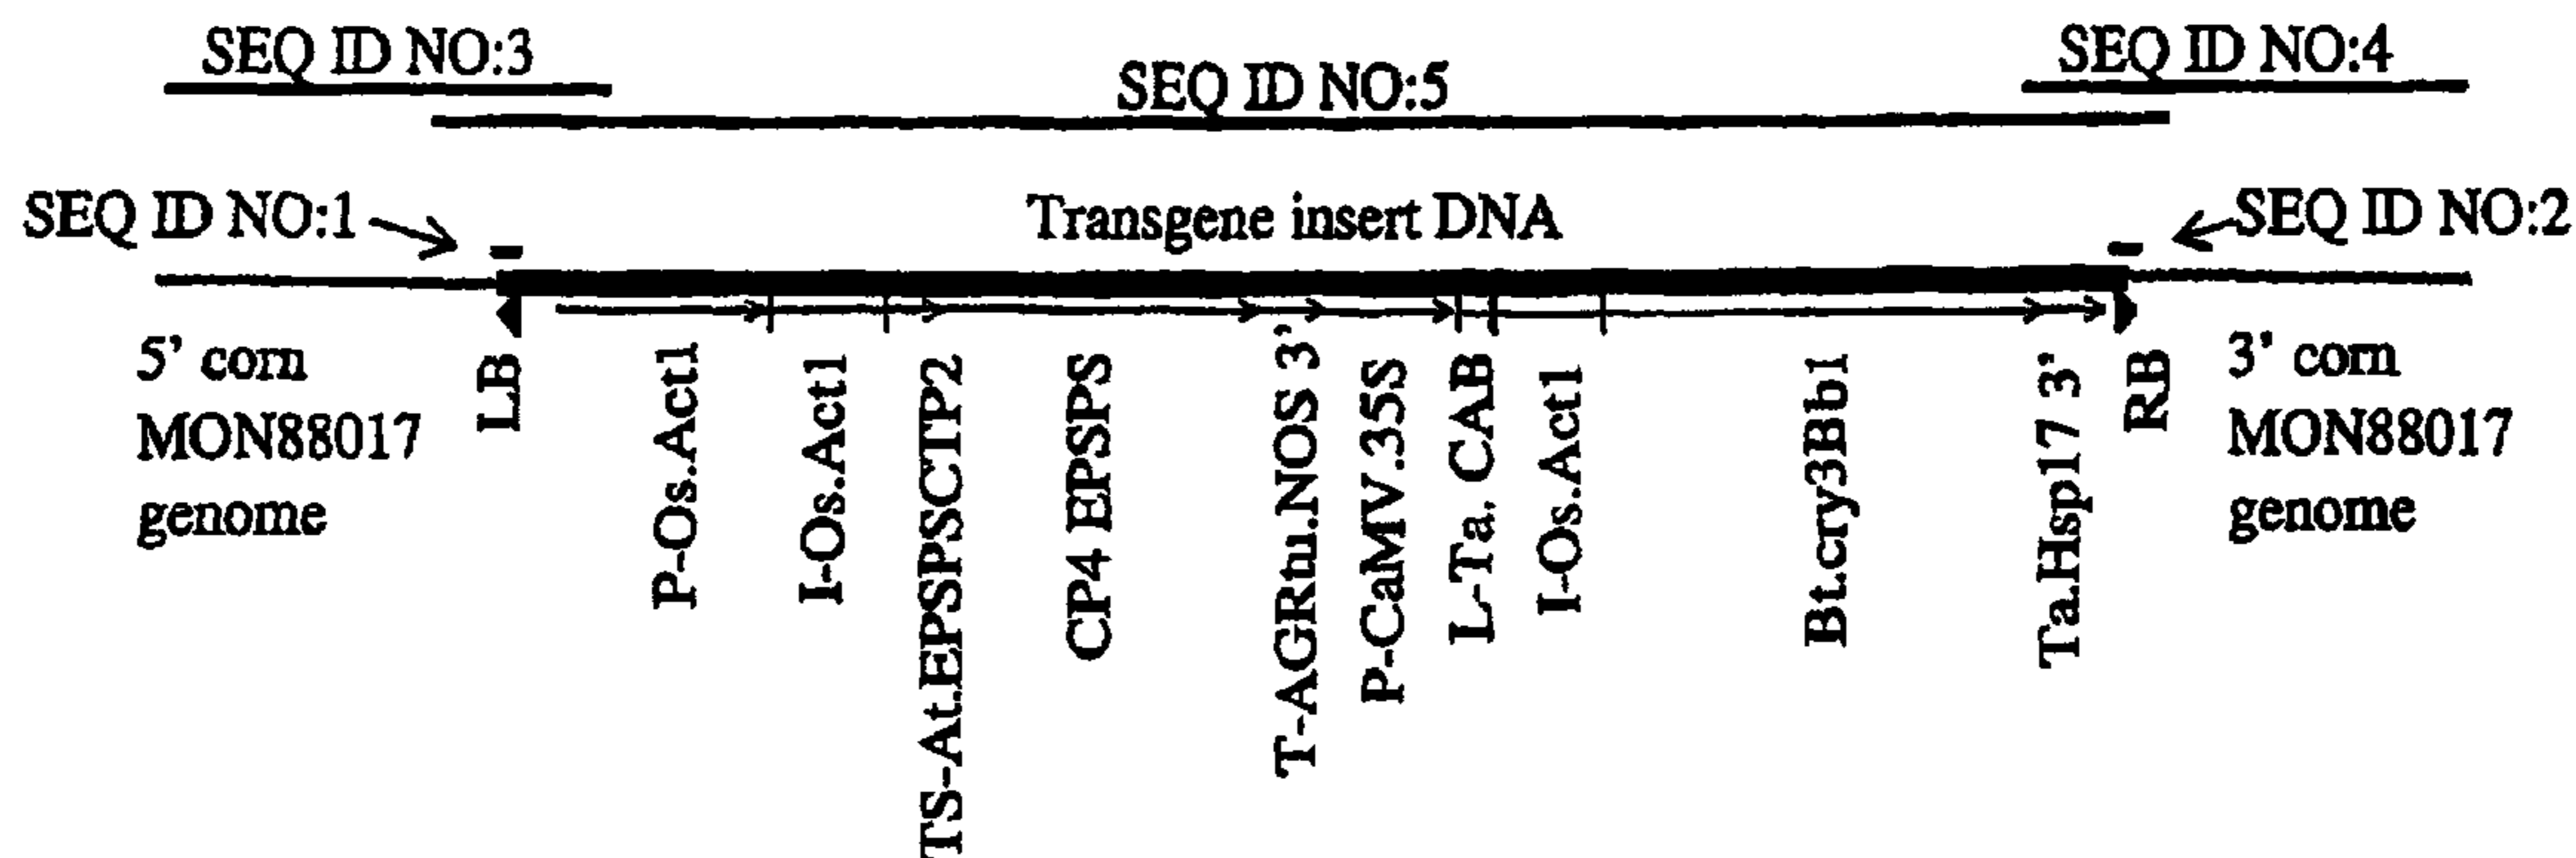 SEQ ID NO:3
SEQ ID NO:5
SEQ ID NO:4
SEQ ID NO:1
Transgene insert DNA
SEQ ID NO:2
5' corn
MON88017
genome
LB
P-Os.Act1
I-Os.Act1
TS-At.EPSPSCTP2
CP4 EPSPS
T-AGRtu.NOS 3'
P-CaMV.35S
L-Ta. CAB
I-Os.Act1
Bt.cry3Bb1
Ta.Hsp17 3'
RB
3' corn
MON88017
genome